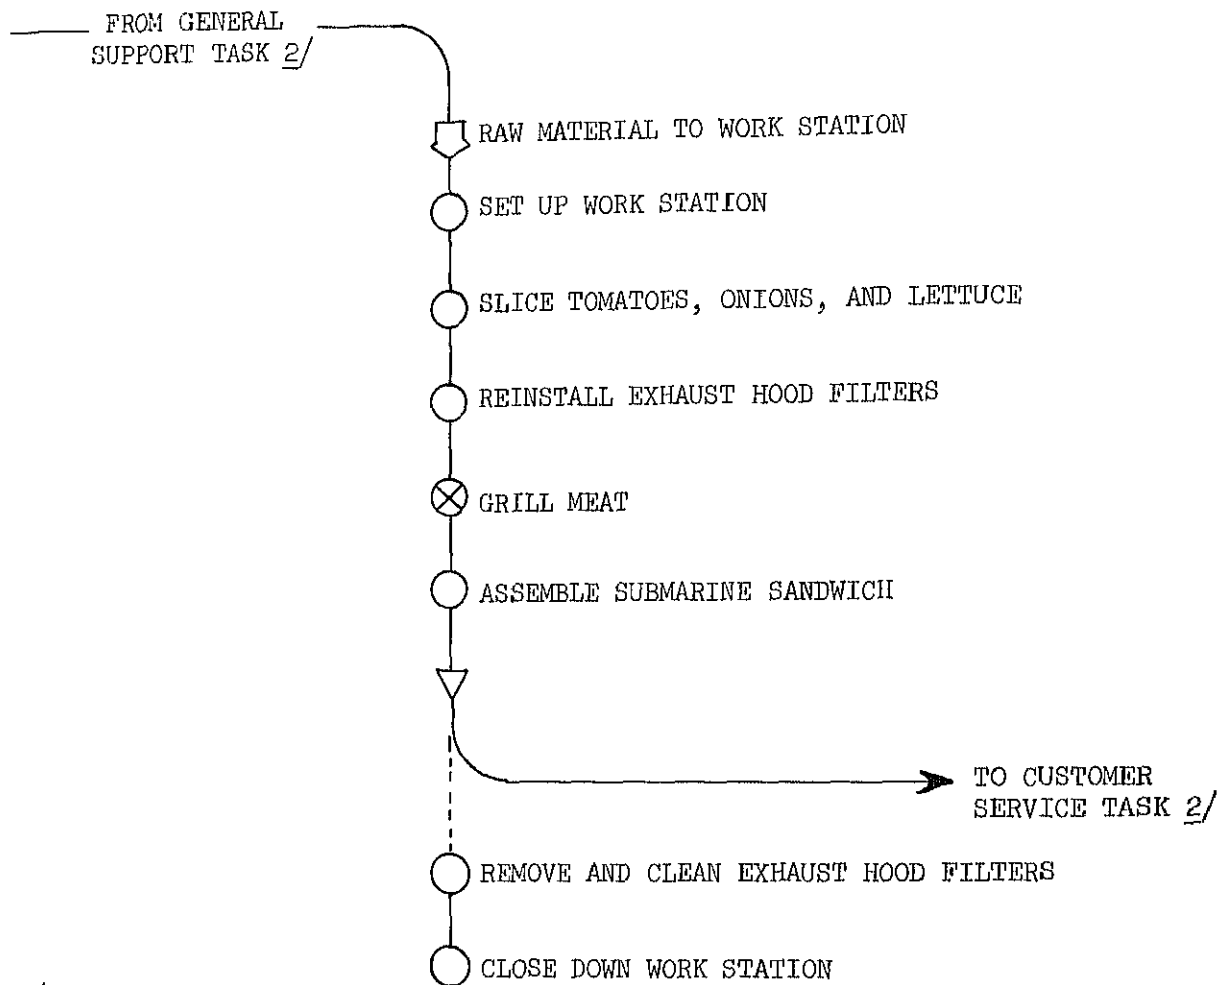 FROM GENERAL
SUPPORT TASK 2/
RAW MATERIAL TO WORK STATION
SET UP WORK STATION
SLICE TOMATOES, ONIONS, AND LETTUCE
REINSTALL EXHAUST HOOD FILTERS
GRILL MEAT
ASSEMBLE SUBMARINE SANDWICH
TO CUSTOMER
SERVICE TASK 2/
REMOVE AND CLEAN EXHAUST HOOD FILTERS
CLOSE DOWN WORK STATION